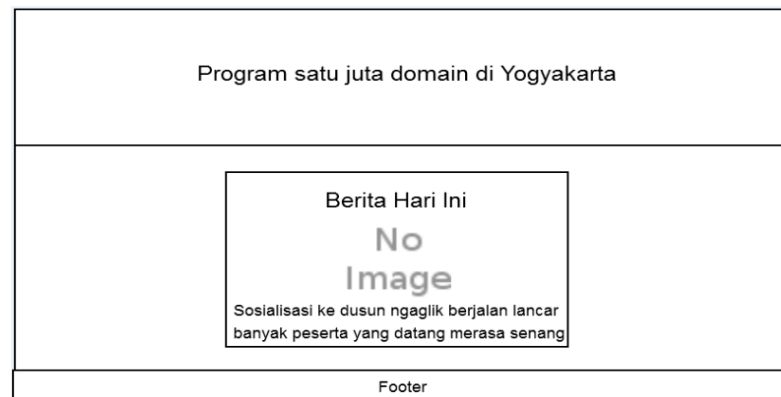 Program satu juta domain di Yogyakarta
Berita Hari Ini
No
Image
Sosialisasi ke dusun ngaglik berjalan lancar
banyak peserta yang datang merasa senang
Footer